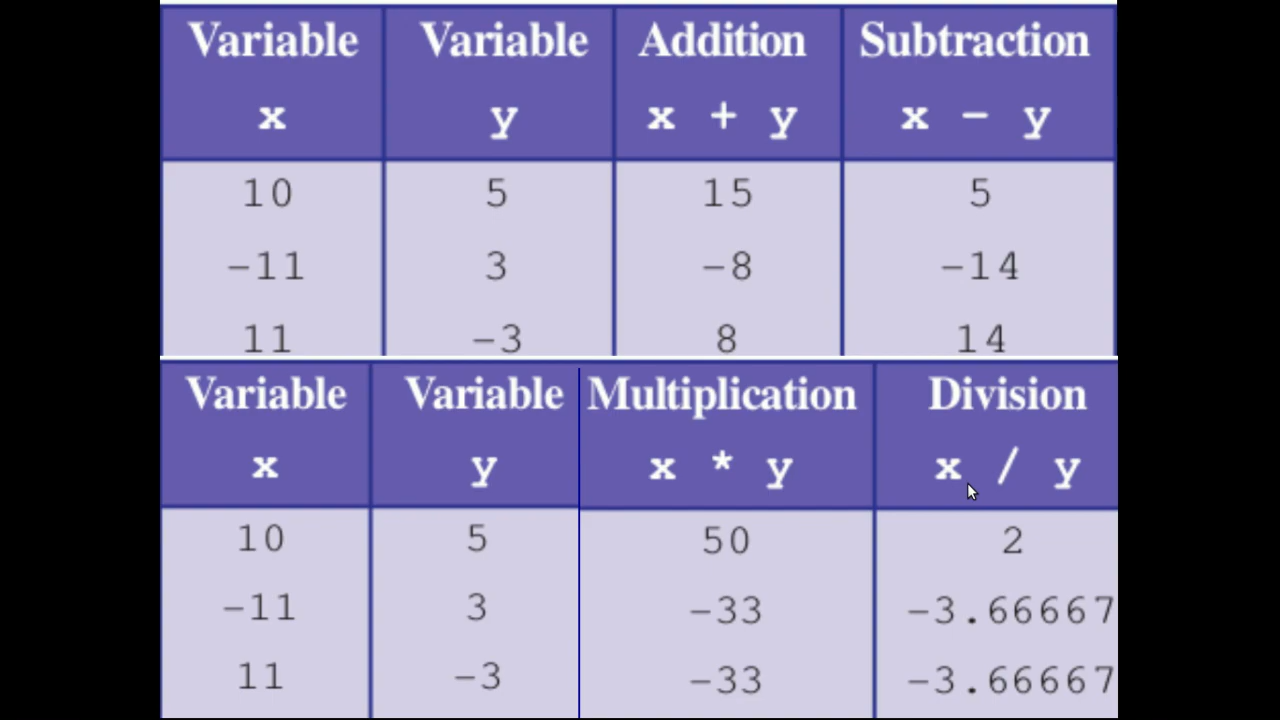 Variable Variable Addition Subtraction
x y x + y x - y
10 5 15 5
-11 3 -8 -14
11 -3 8 14
Variable Variable Multiplication Division
x y x * y x / y
10 5 50 2
-11 3 -33 -3.66667
11 -3 -33 -3.66667